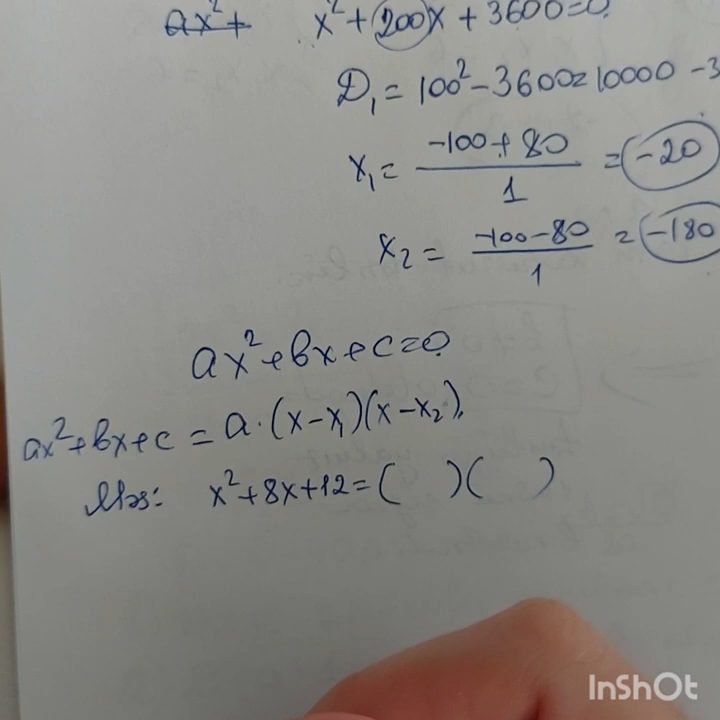 ax²+ x²+200x+3600=0
D₁=100²-3600=10000-3
x₁= -100+80 / 1 = -20
x₂= -100-80 / 1 = -180
ax²+bx+c=0
ax²+bx+c=a·(x-x₁)(x-x₂).
Мәs: x²+8x+12=( )( )
InShOt